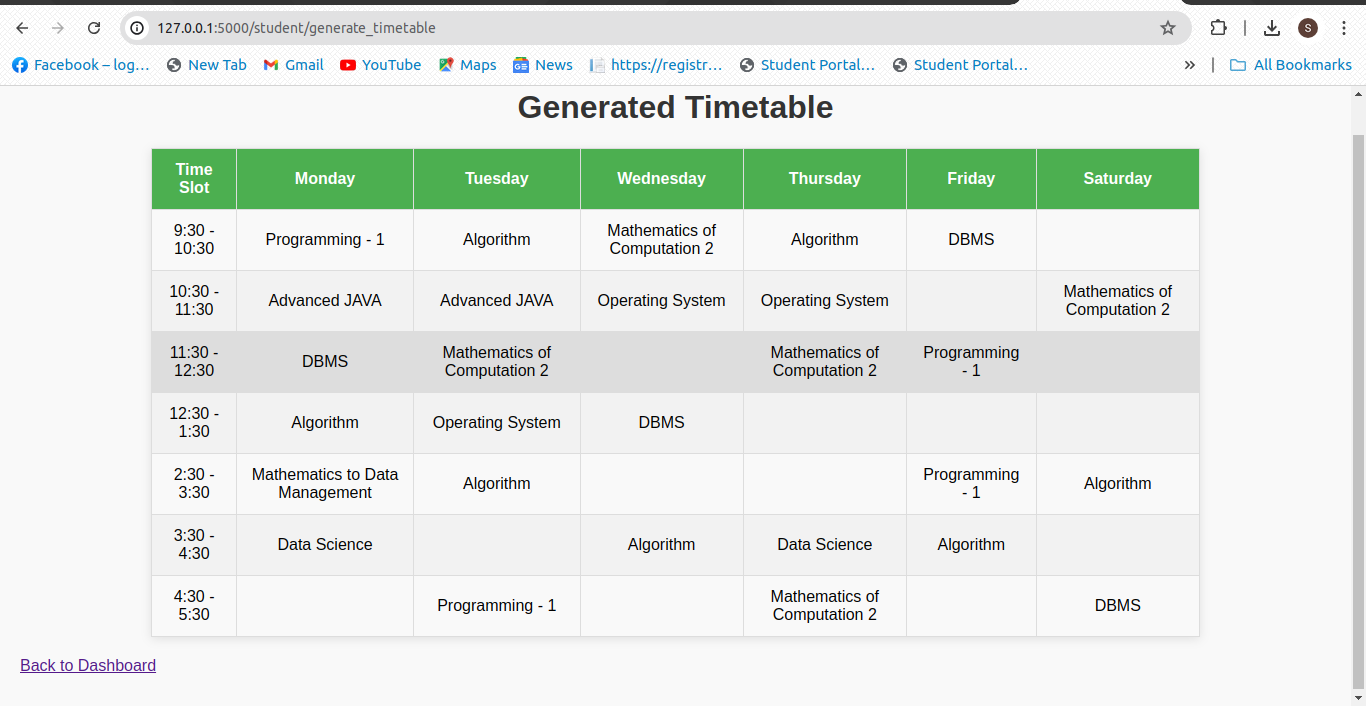 127.0.0.1:5000/student/generate_timetable
S
Facebook – log…
New Tab
Gmail
YouTube
Maps
News
https://registr…
Student Portal…
Student Portal…
»
All Bookmarks
Generated Timetable
Time
Slot
Monday
Tuesday
Wednesday
Thursday
Friday
Saturday
9:30 -
10:30
Programming - 1
Algorithm
Mathematics of
Computation 2
Algorithm
DBMS
10:30 -
11:30
Advanced JAVA
Advanced JAVA
Operating System
Operating System
Mathematics of
Computation 2
11:30 -
12:30
DBMS
Mathematics of
Computation 2
Mathematics of
Computation 2
Programming
- 1
12:30 -
1:30
Algorithm
Operating System
DBMS
2:30 -
3:30
Mathematics to Data
Management
Algorithm
Programming
- 1
Algorithm
3:30 -
4:30
Data Science
Algorithm
Data Science
Algorithm
4:30 -
5:30
Programming - 1
Mathematics of
Computation 2
DBMS
Back to Dashboard